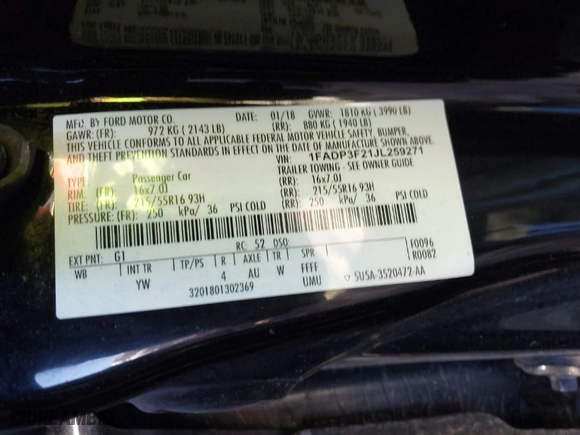 MFD. BY FORD MOTOR CO. DATE: 01/18 GVWR: 1810 KG ( 3990 LB)
GAWR: (FR) 972 KG ( 2143 LB) (RR): 880 KG ( 1940 LB)
THIS VEHICLE CONFORMS TO ALL APPLICABLE FEDERAL MOTOR VEHICLE SAFETY, BUMPER,
AND THEFT PREVENTION STANDARDS IN EFFECT ON THE DATE OF MANUFACTURE SHOWN ABOVE.
VIN: 1FADP3F21JL259271
TYPE: Passenger Car TRAILER TOWING - SEE OWNER GUIDE
RIM: (FR) 16x7.0J (RR): 16x7.0J
TIRE: (FR) 215/55R16 93H (RR): 215/55R16 93H
PRESSURE: (FR) 250 kPa/ 36 PSI COLD (RR): 250 kPa/ 36 PSI COLD
EXT PNT: G1 RC: 52 DSO: F0096
WB INT TR TP/PS R AXLE TR SPR R0082
YW 4 AU W FFFF
3201801302369 UMU 5U5A-3520472-AA